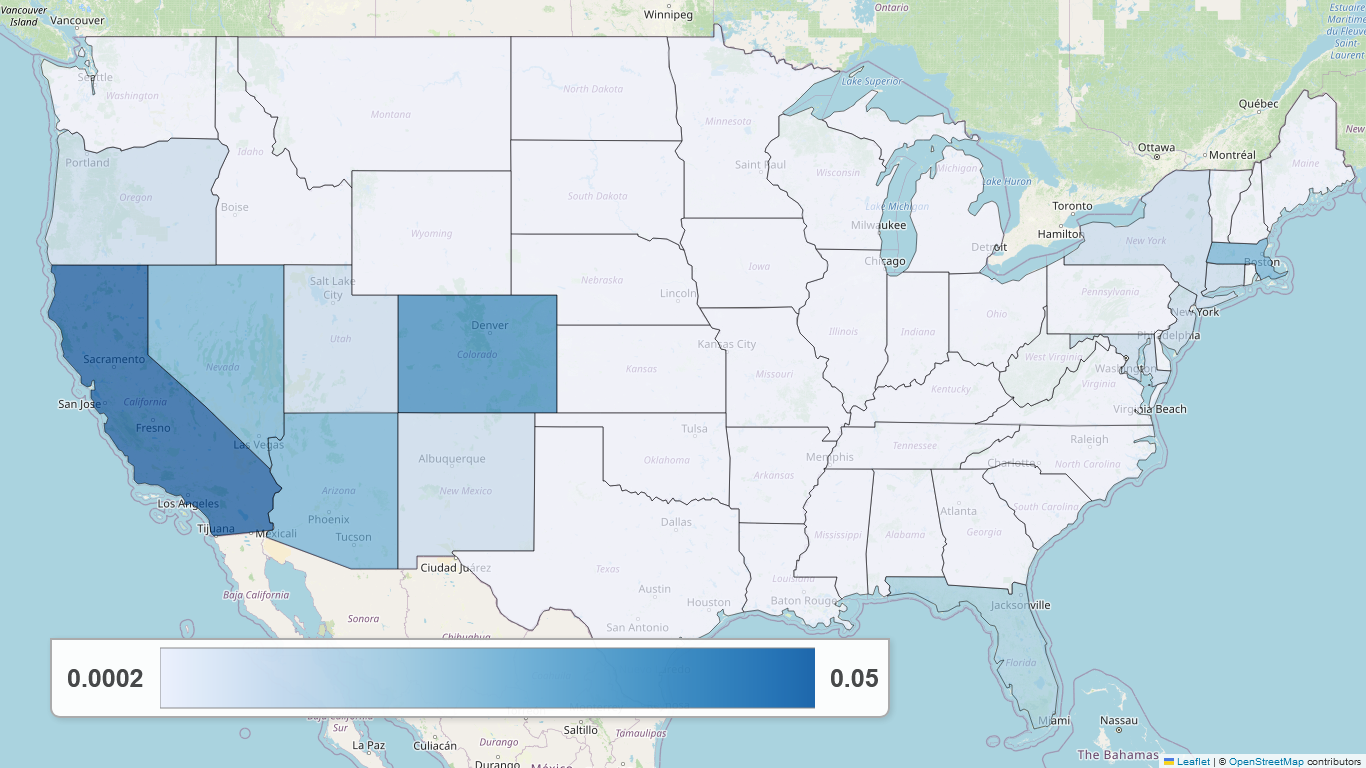 Vancouver
Island
Vancouver
Winnipeg
Ontario
Seattle
Washington
North Dakota
Montana
Minnesota
Lake Superior
Québec
Ottawa
Montréal
Portland
Oregon
Idaho
Boise
Saint Paul
Wisconsin
Michigan
Maine
South Dakota
Wyoming
Lake Huron
Lake Michigan
Milwaukee
Toronto
Hamilton
Detroit
New York
Chicago
Boston
Iowa
Salt Lake
City
Nebraska
Lincoln
Pennsylvania
New York
Denver
Utah
Illinois
Indiana
Ohio
Philadelphia
Sacramento
Colorado
Nevada
Kansas
Kansas City
Missouri
West Virginia
Washington
Virginia
Kentucky
San Jose
California
Fresno
Virginia Beach
Las Vegas
Tulsa
Raleigh
Albuquerque
Oklahoma
Memphis
Tennessee
Charlotte
North Carolina
Arizona
New Mexico
Arkansas
Los Angeles
Phoenix
Dallas
Atlanta
South Carolina
Tijuana
Mexicali
Tucson
Mississippi
Alabama
Georgia
Ciudad Juárez
Texas
Louisiana
Austin
Houston
Baton Rouge
Jacksonville
Baja California
Sonora
San Antonio
Chihuahua
Florida
0.0002
0.05
Miami
Nassau
Sur
La Paz
Culiacán
Durango
Saltillo
Tamaulipas
The Bahamas
Durango
México
Leaflet | © OpenStreetMap contributors